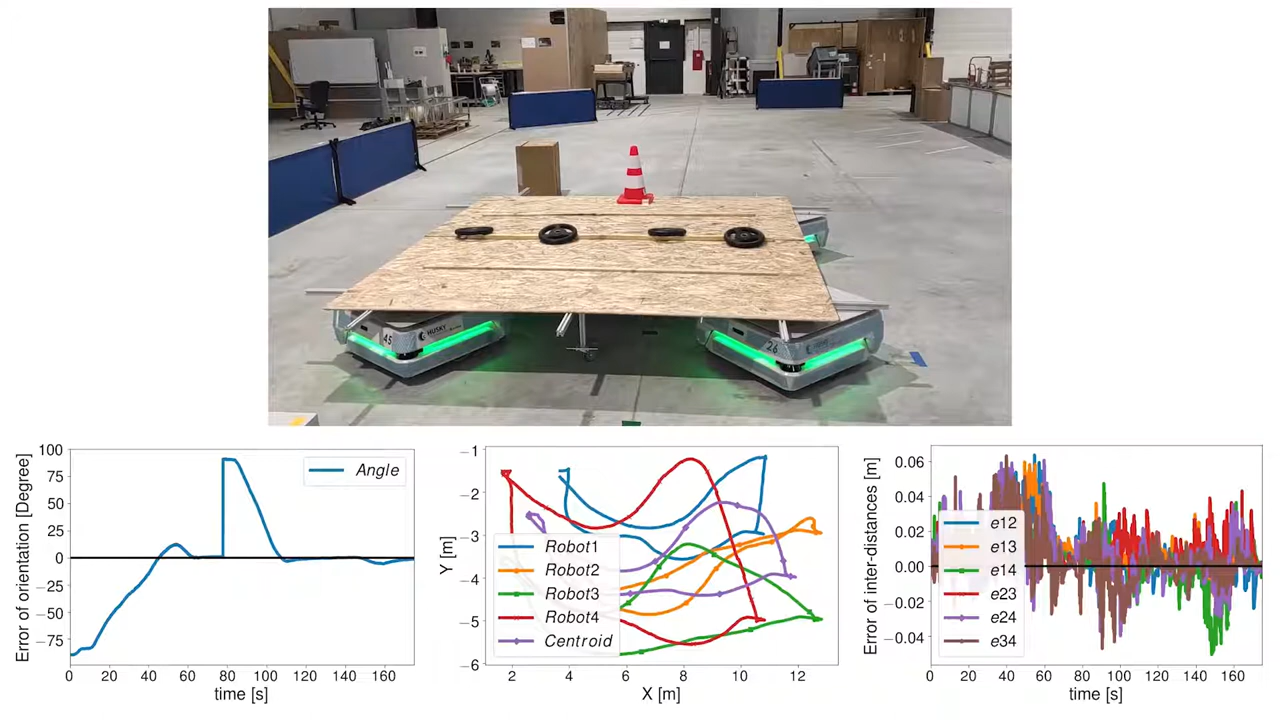 45
HUSKY
26
100
75
50
25
0
−25
−50
−75
0 20 40 60 80 100 120 140 160
time [s]
Error of orientation [Degree]
Angle
−1
−2
−3
−4
−5
−6
2 4 6 8 10 12
X [m]
Y[m]
Robot1
Robot2
Robot3
Robot4
Centroid
0.06
0.04
0.02
0.00
−0.02
−0.04
0 20 40 60 80 100 120 140 160
time [s]
Error of inter-distances [m]
e12
e13
e14
e23
e24
e34